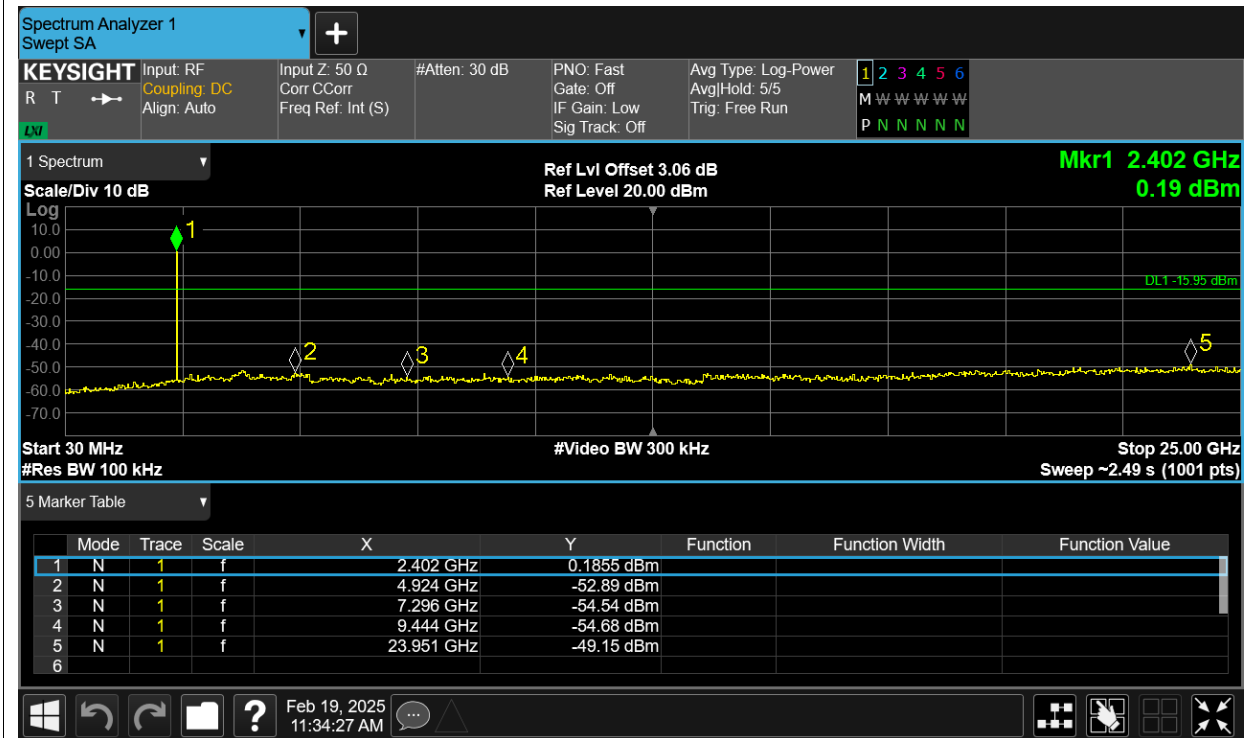 Spectrum Analyzer 1
Swept SA
+
KEYSIGHT
R T
LXI
Input: RF
Coupling: DC
Align: Auto
Input Z: 50 Ω
Corr CCorr
Freq Ref: Int (S)
#Atten: 30 dB
PNO: Fast
Gate: Off
IF Gain: Low
Sig Track: Off
Avg Type: Log-Power
Avg|Hold: 5/5
Trig: Free Run
1 2 3 4 5 6
M W W W W W
P N N N N N
1 Spectrum
Scale/Div 10 dB
Ref Lvl Offset 3.06 dB
Ref Level 20.00 dBm
Mkr1 2.402 GHz
0.19 dBm
Log
10.0
0.00
-10.0
-20.0
-30.0
-40.0
-50.0
-60.0
-70.0
1
2
3
4
5
DL1 -15.95 dBm
Start 30 MHz
#Video BW 300 kHz
Stop 25.00 GHz
#Res BW 100 kHz
Sweep ~2.49 s (1001 pts)
5 Marker Table
Mode Trace Scale X Y Function Function Width Function Value
1 N 1 f 2.402 GHz 0.1855 dBm
2 N 1 f 4.924 GHz -52.89 dBm
3 N 1 f 7.296 GHz -54.54 dBm
4 N 1 f 9.444 GHz -54.68 dBm
5 N 1 f 23.951 GHz -49.15 dBm
6
?
Feb 19, 2025
11:34:27 AM